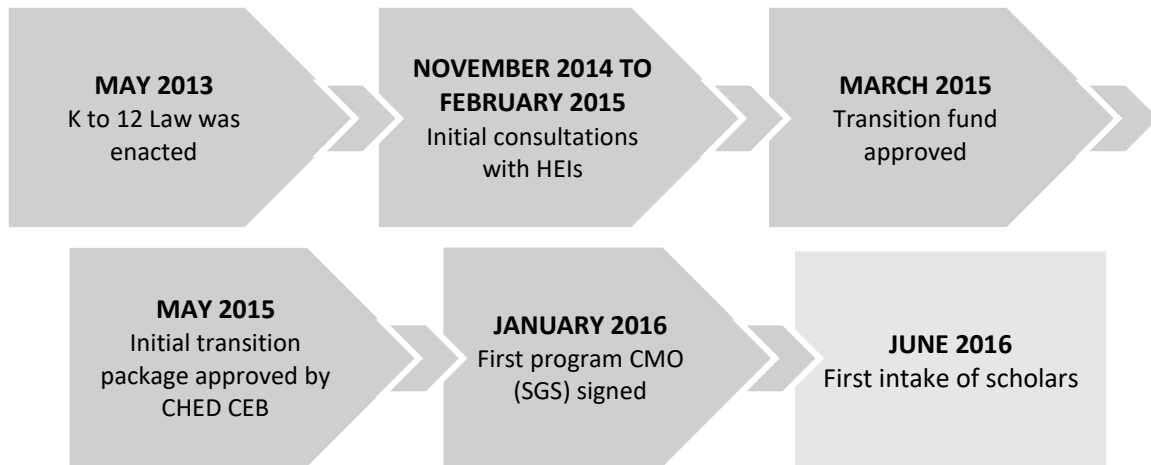 MAY 2013
K to 12 Law was
enacted
NOVEMBER 2014 TO
FEBRUARY 2015
Initial consultations
with HEIs
MARCH 2015
Transition fund
approved
MAY 2015
Initial transition
package approved by
CHED CEB
JANUARY 2016
First program CMO
(SGS) signed
JUNE 2016
First intake of scholars